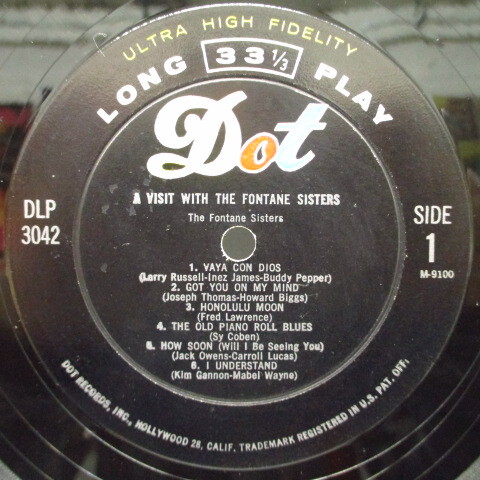 ULTRA HIGH FIDELITY
LONG 33 1/3 PLAY
Dot
A VISIT WITH THE FONTANE SISTERS
The Fontane Sisters
DLP
3042
SIDE
1
M-9100
1. VAYA CON DIOS
(Larry Russell-Inez James-Buddy Pepper)
2. GOT YOU ON MY MIND
(Joseph Thomas-Howard Biggs)
3. HONOLULU MOON
(Fred Lawrence)
4. THE OLD PIANO ROLL BLUES
(Sy Coben)
5. HOW SOON (Will I Be Seeing You)
(Jack Owens-Carroll Lucas)
6. I UNDERSTAND
(Kim Gannon-Mabel Wayne)
DOT RECORDS, INC., HOLLYWOOD 28, CALIF. TRADEMARK REGISTERED IN U.S. PAT. OFF.